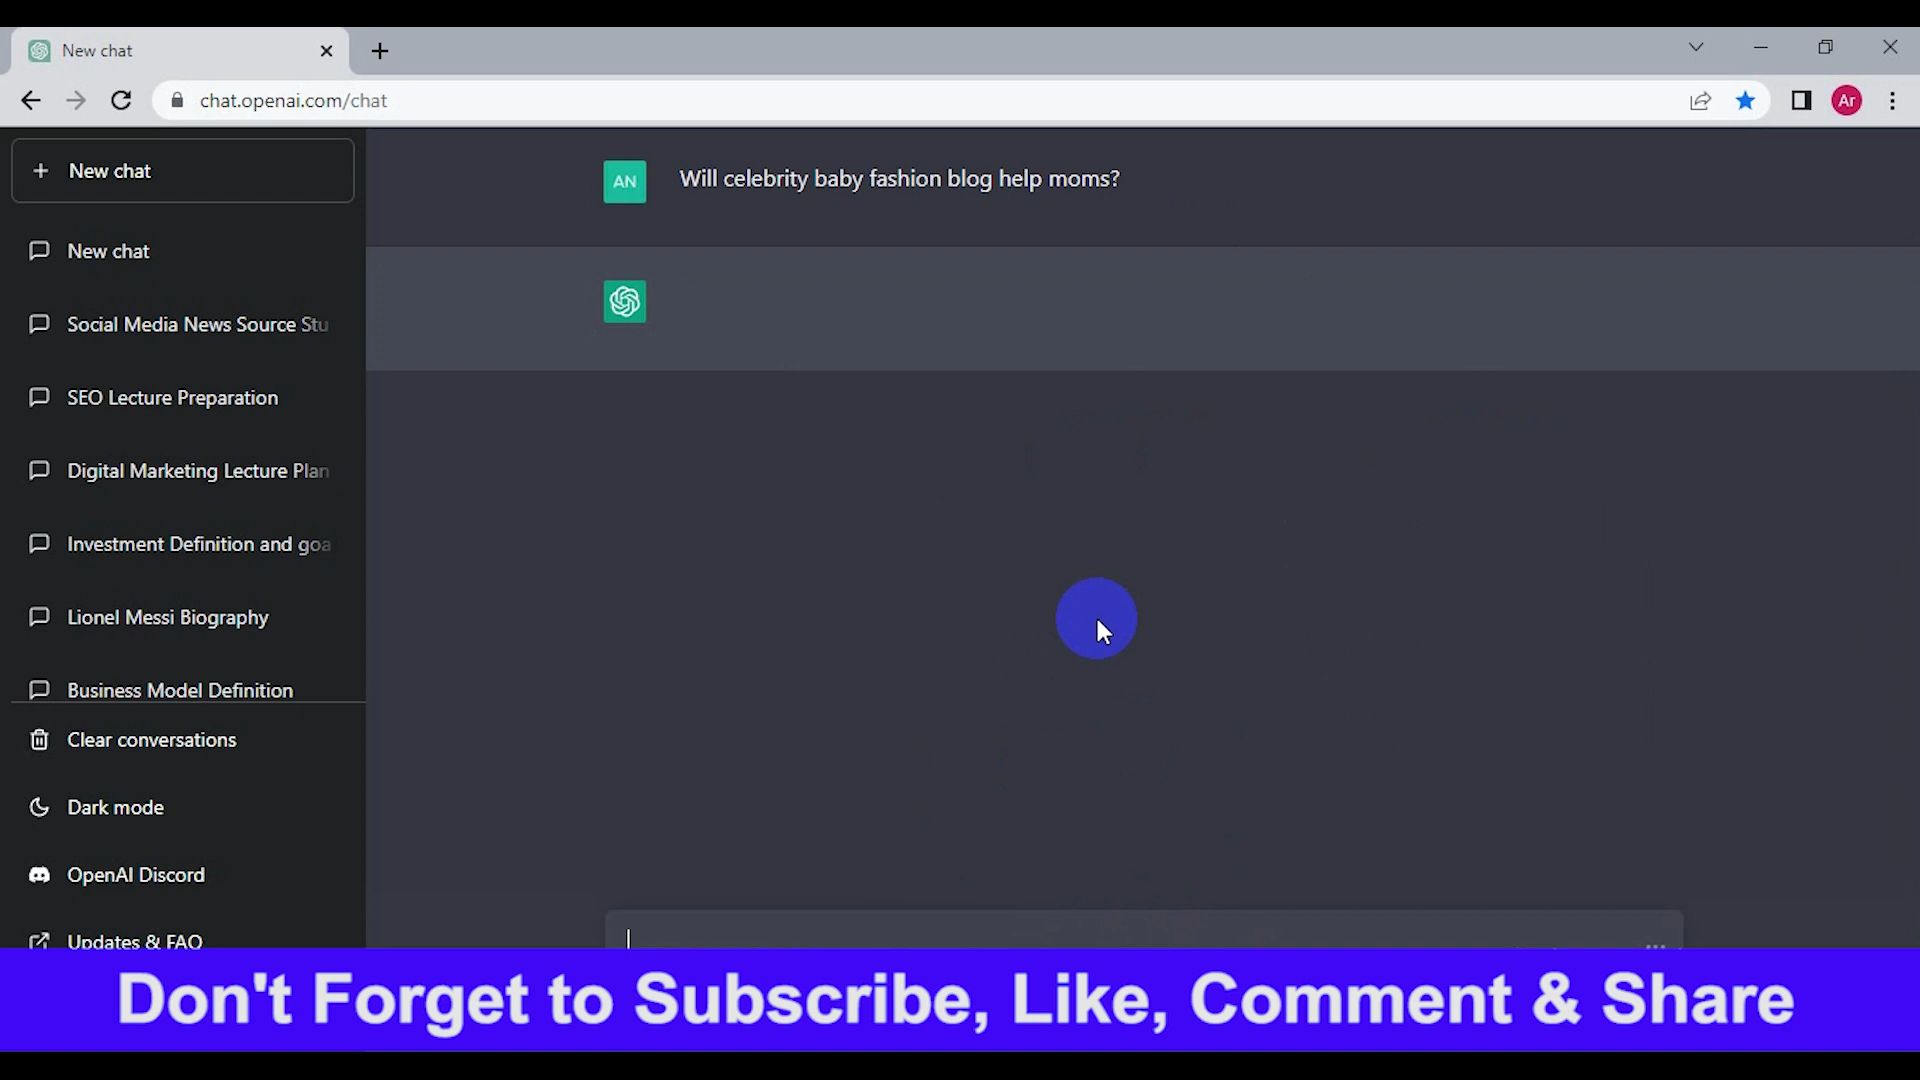 New chat
chat.openai.com/chat
Ar
New chat
New chat
Social Media News Source Stu
SEO Lecture Preparation
Digital Marketing Lecture Plan
Investment Definition and goa
Lionel Messi Biography
Business Model Definition
Clear conversations
Dark mode
OpenAI Discord
Updates & FAQ
AN
Will celebrity baby fashion blog help moms?
Don't Forget to Subscribe, Like, Comment & Share